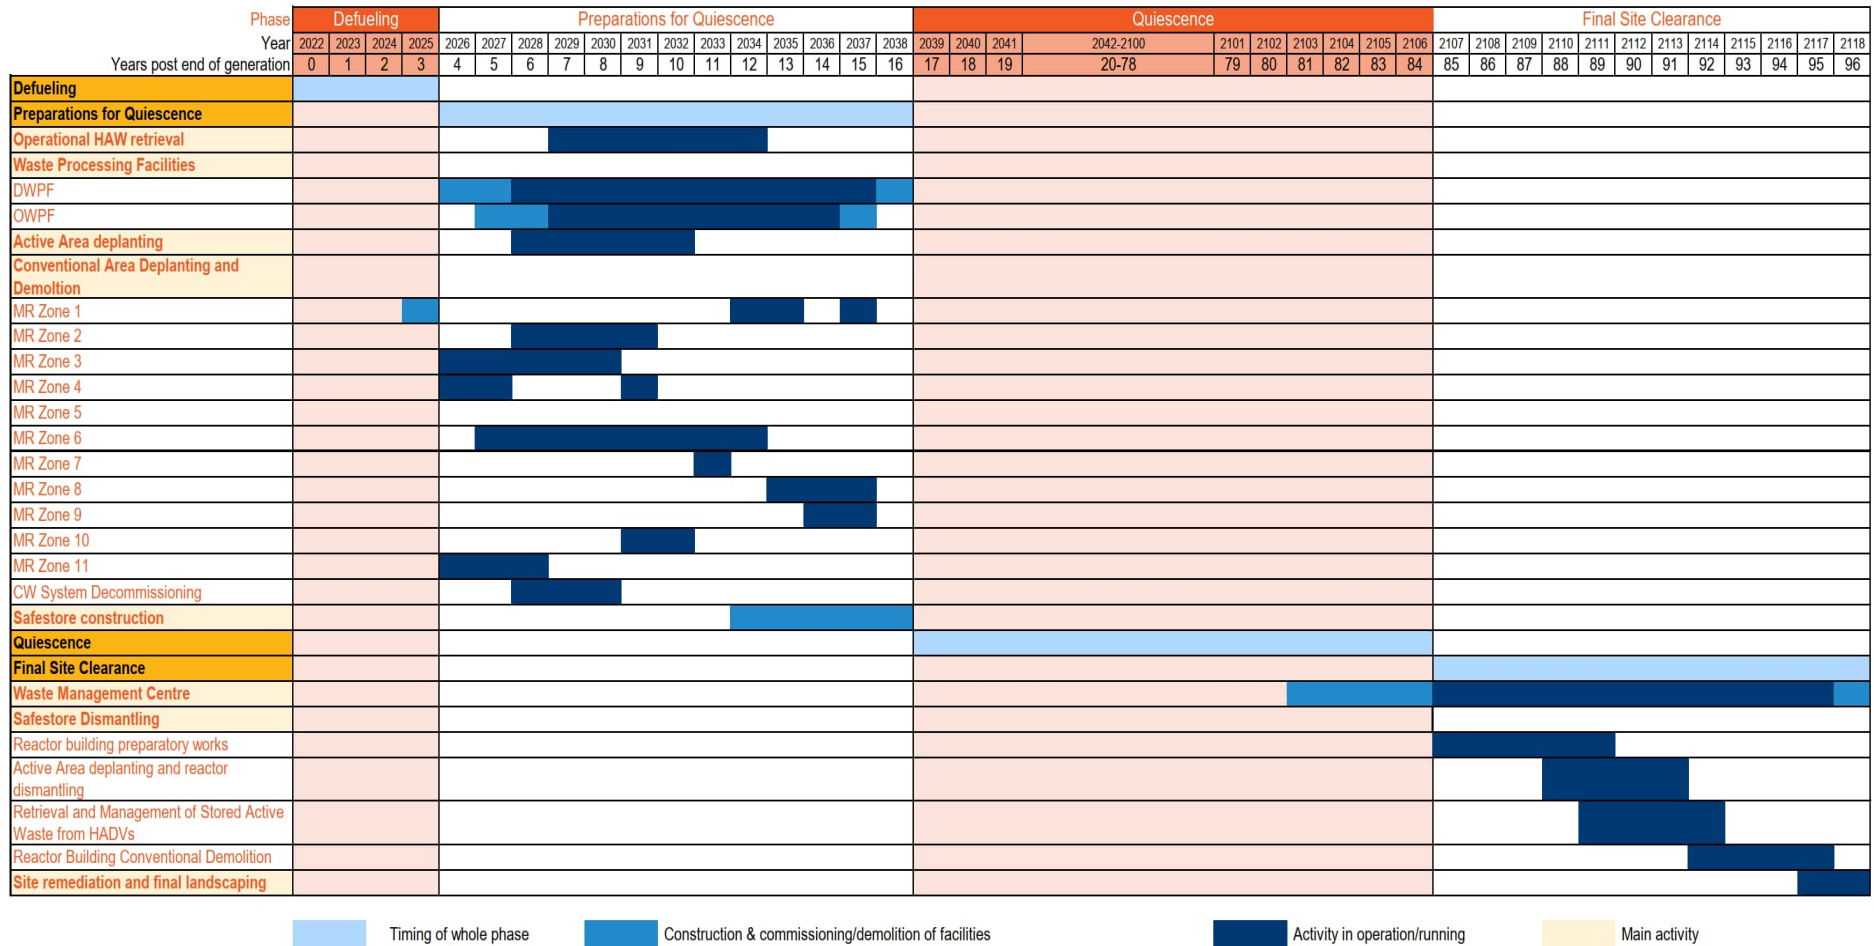 Phase Defueling Preparations for Quiescence Quiescence Final Site Clearance
Year 2022 2023 2024 2025 2026 2027 2028 2029 2030 2031 2032 2033 2034 2035 2036 2037 2038 2039 2040 2041 2042-2100 2101 2102 2103 2104 2105 2106 2107 2108 2109 2110 2111 2112 2113 2114 2115 2116 2117 2118
Years post end of generation 0 1 2 3 4 5 6 7 8 9 10 11 12 13 14 15 16 17 18 19 20-78 79 80 81 82 83 84 85 86 87 88 89 90 91 92 93 94 95 96
Defueling
Preparations for Quiescence
Operational HAW retrieval
Waste Processing Facilities
DWPF
OWPF
Active Area deplanting
Conventional Area Deplanting and
Demoltion
MR Zone 1
MR Zone 2
MR Zone 3
MR Zone 4
MR Zone 5
MR Zone 6
MR Zone 7
MR Zone 8
MR Zone 9
MR Zone 10
MR Zone 11
CW System Decommissioning
Safestore construction
Quiescence
Final Site Clearance
Waste Management Centre
Safestore Dismantling
Reactor building preparatory works
Active Area deplanting and reactor
dismantling
Retrieval and Management of Stored Active
Waste from HADVs
Reactor Building Conventional Demolition
Site remediation and final landscaping
Timing of whole phase Construction & commissioning/demolition of facilities Activity in operation/running Main activity